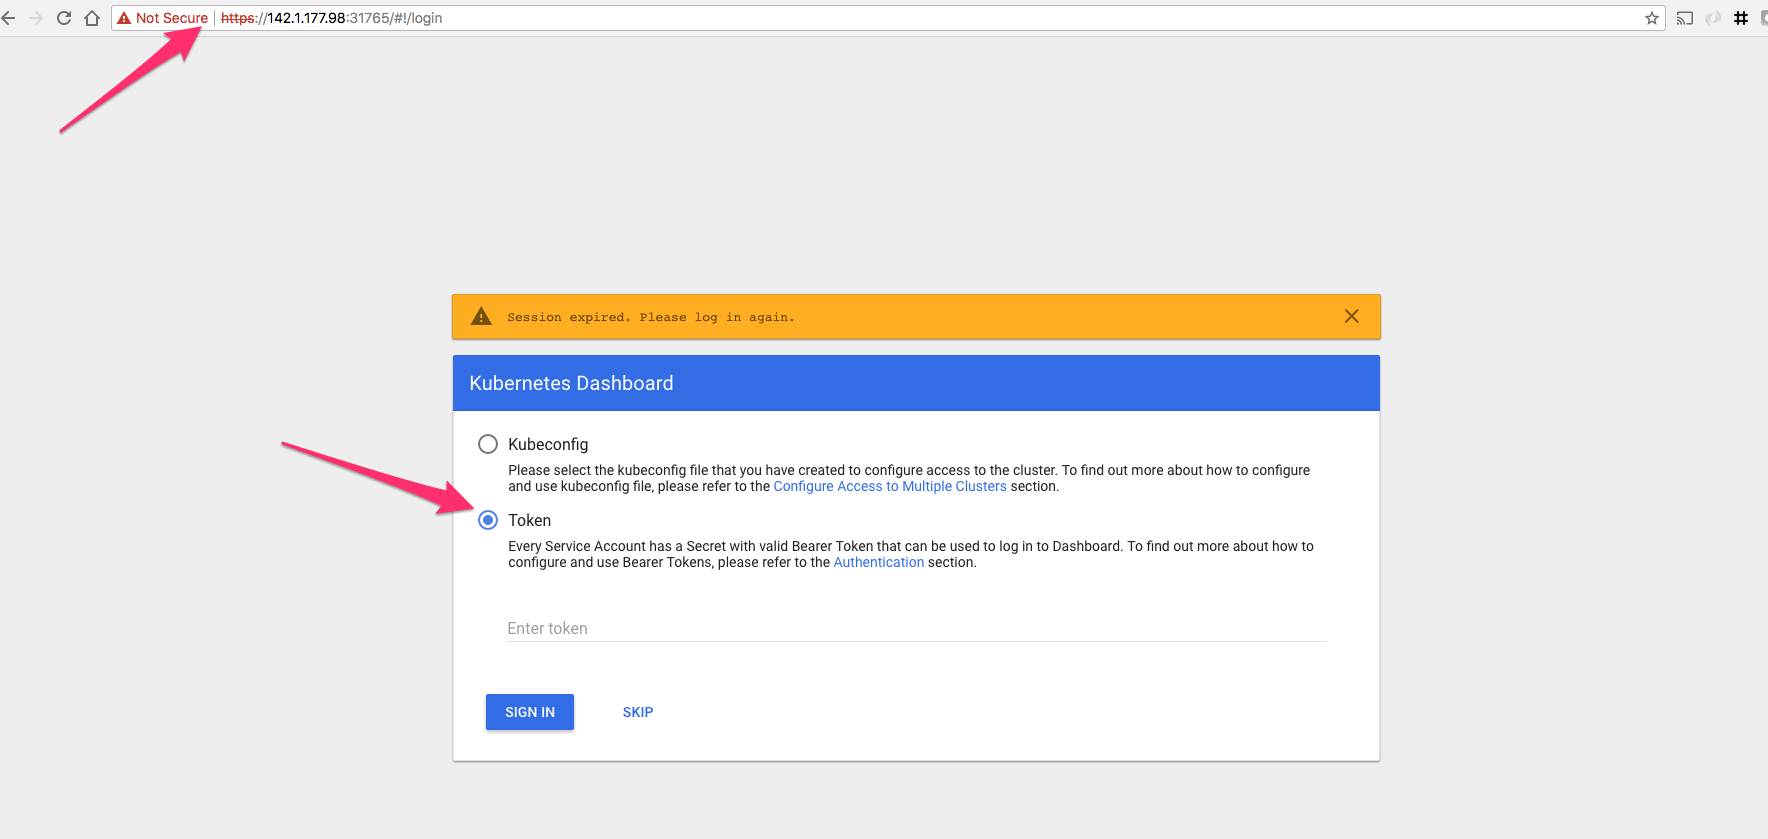 Not Secure https://142.1.177.98:31765/#!/login
Session expired. Please log in again.
Kubernetes Dashboard
Kubeconfig
Please select the kubeconfig file that you have created to configure access to the cluster. To find out more about how to configure
and use kubeconfig file, please refer to the Configure Access to Multiple Clusters section.
Token
Every Service Account has a Secret with valid Bearer Token that can be used to log in to Dashboard. To find out more about how to
configure and use Bearer Tokens, please refer to the Authentication section.
Enter token
SIGN IN SKIP